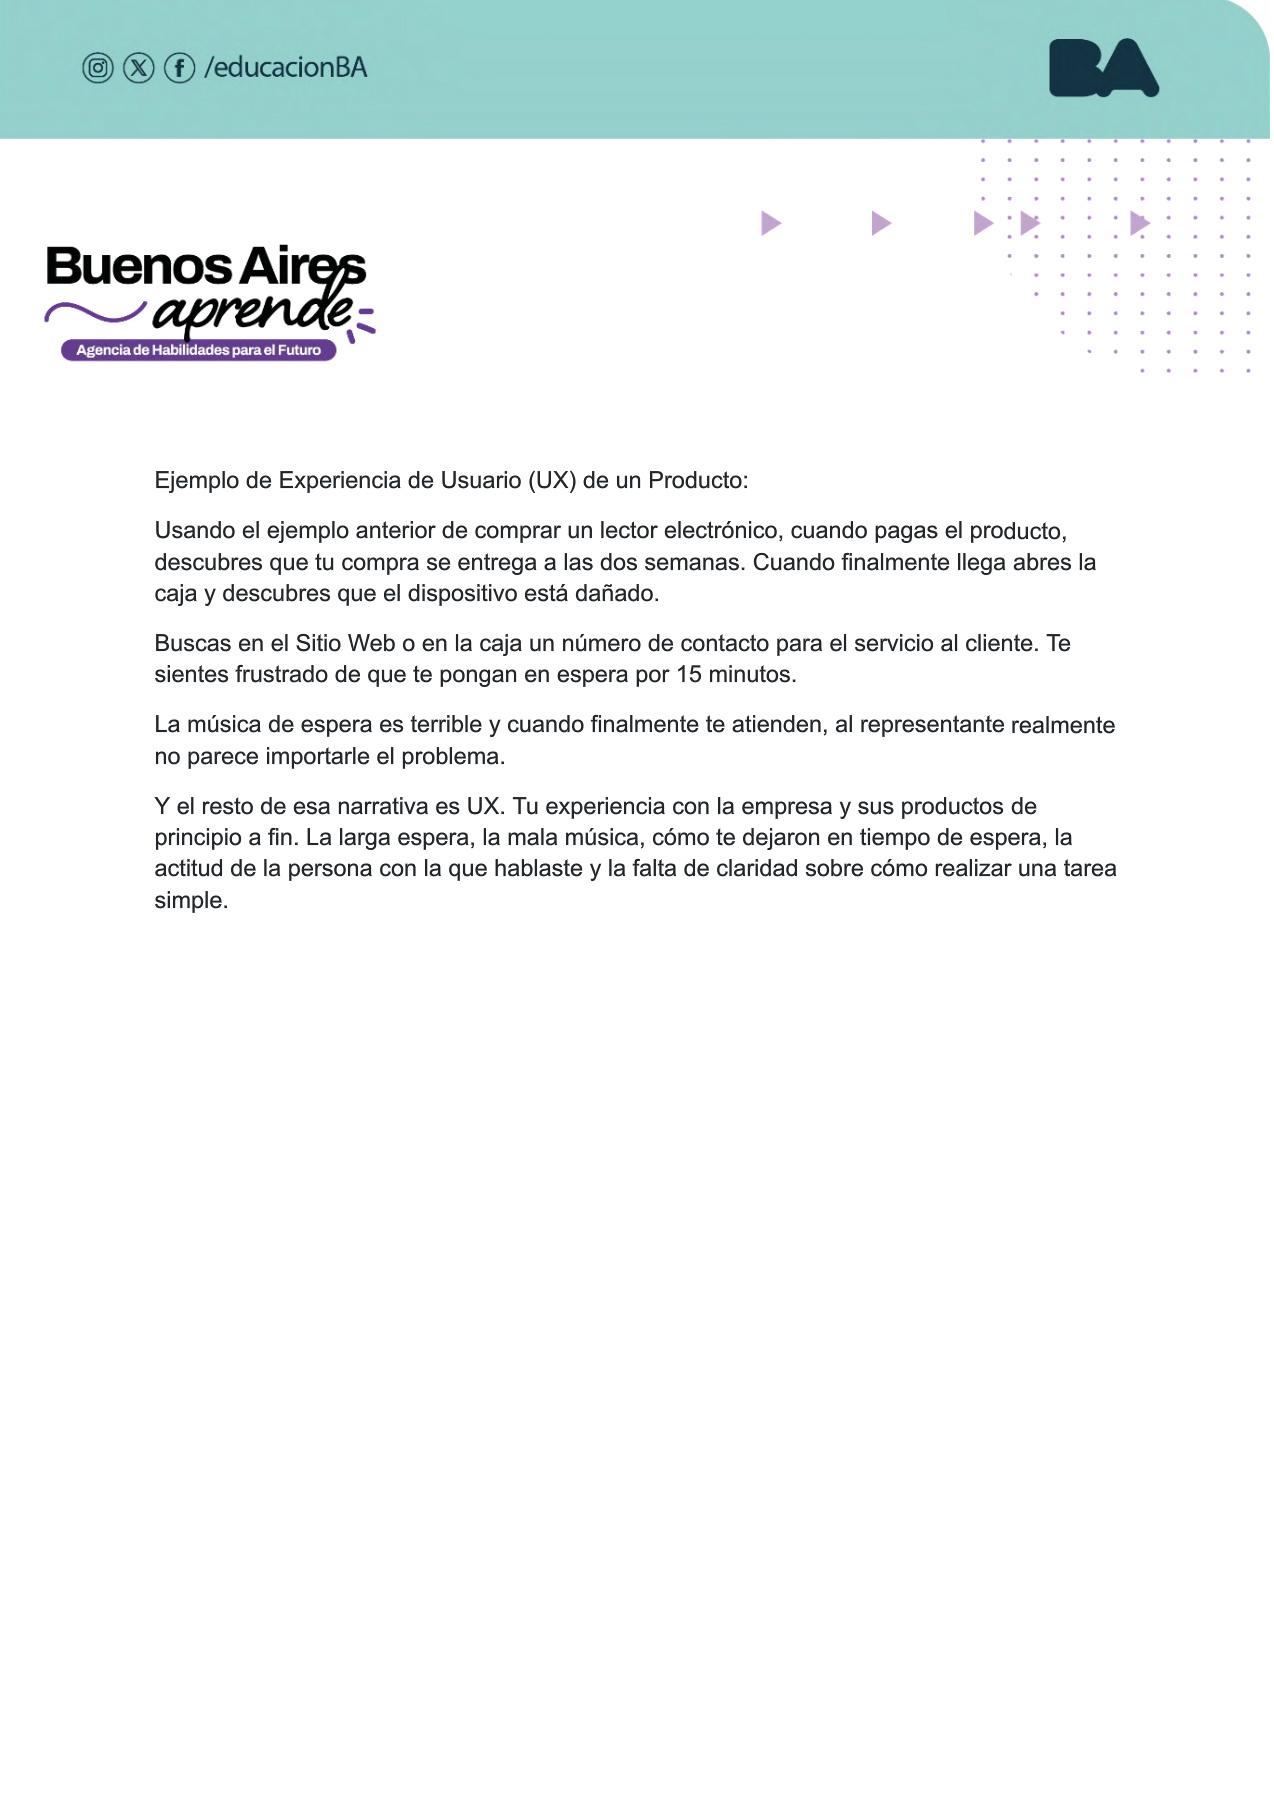 /educacionBA
BA
Buenos Aires
aprende
Agencia de Habilidades para el Futuro
Ejemplo de Experiencia de Usuario (UX) de un Producto:
Usando el ejemplo anterior de comprar un lector electrónico, cuando pagas el producto,
descubres que tu compra se entrega a las dos semanas. Cuando finalmente llega abres la
caja y descubres que el dispositivo está dañado.
Buscas en el Sitio Web o en la caja un número de contacto para el servicio al cliente. Te
sientes frustrado de que te pongan en espera por 15 minutos.
La música de espera es terrible y cuando finalmente te atienden, al representante realmente
no parece importarle el problema.
Y el resto de esa narrativa es UX. Tu experiencia con la empresa y sus productos de
principio a fin. La larga espera, la mala música, cómo te dejaron en tiempo de espera, la
actitud de la persona con la que hablaste y la falta de claridad sobre cómo realizar una tarea
simple.